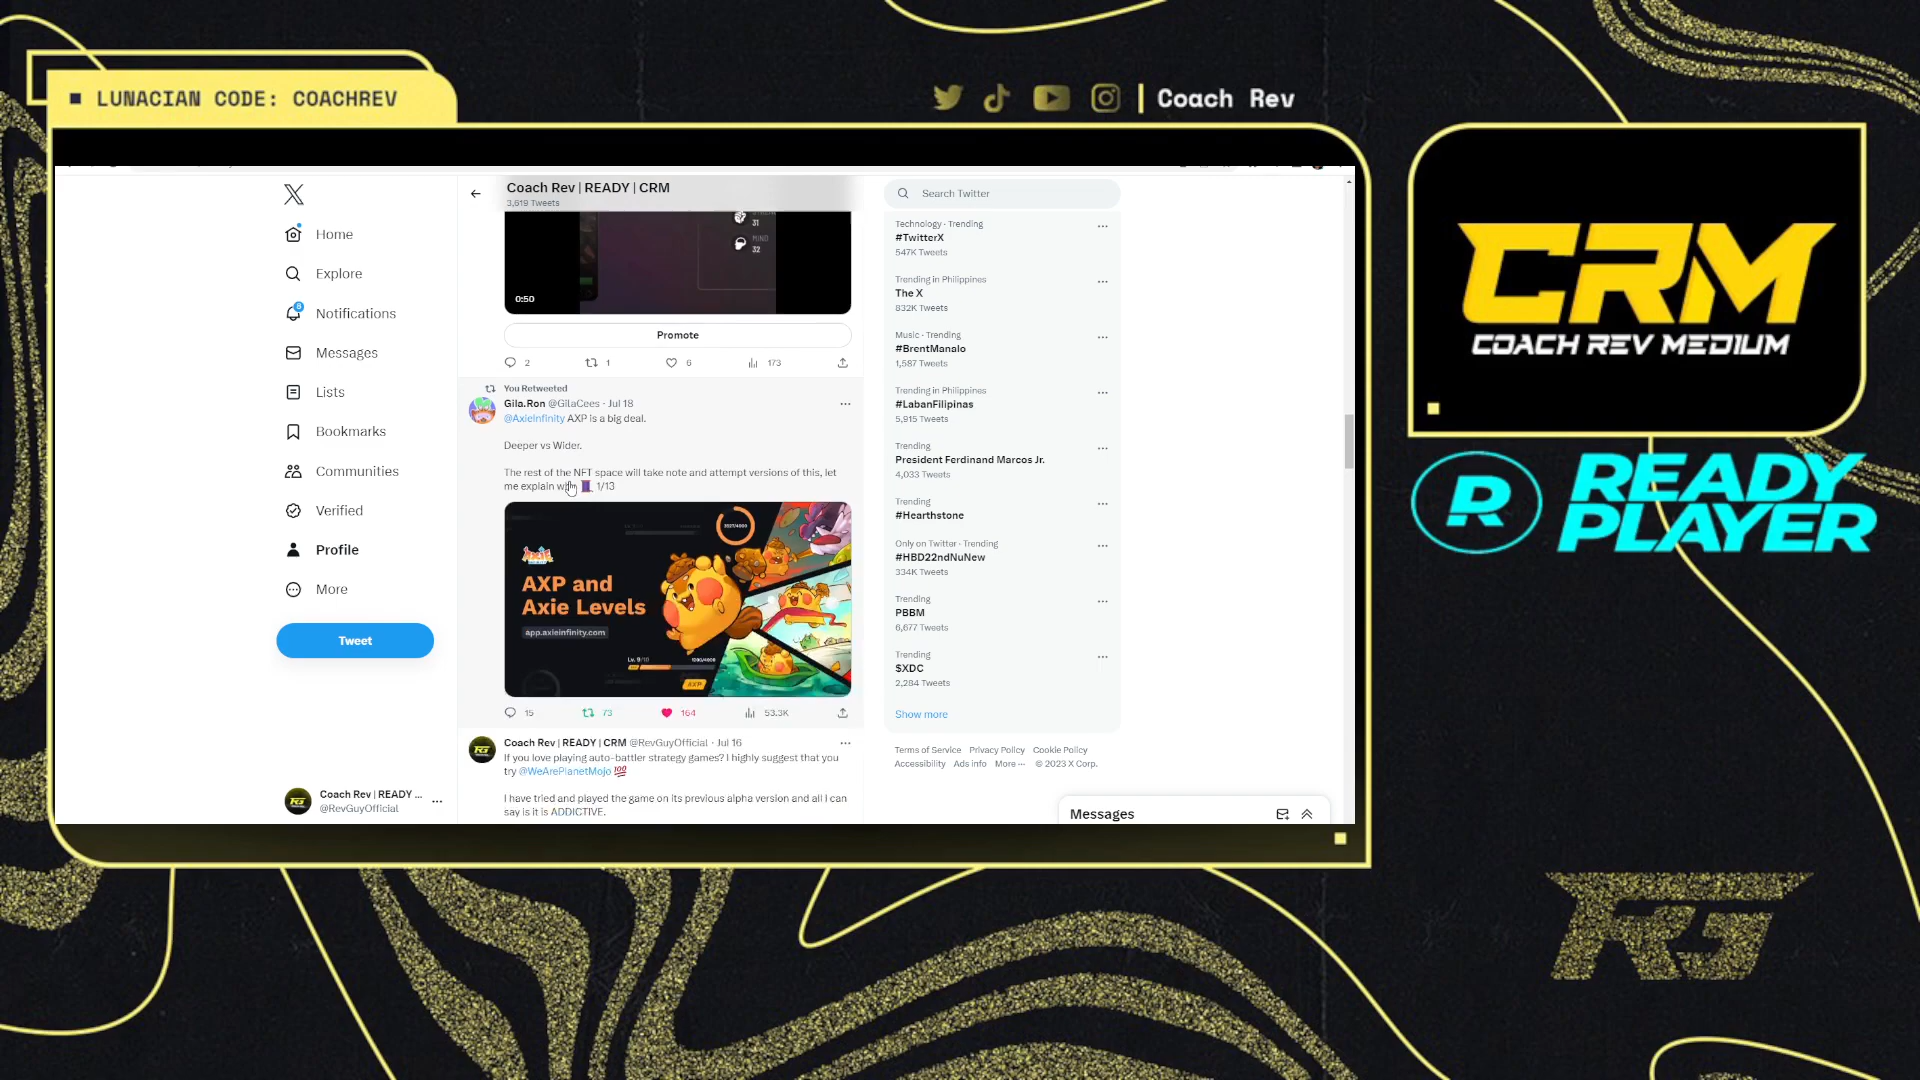 LUNACIAN CODE: COACHREV
Coach Rev
Coach Rev | READY | CRM
3,619 Tweets
Home
Explore
8
Notifications
Messages
Lists
Bookmarks
Communities
Verified
Profile
More
Tweet
Coach Rev | READY ...
@RevGuyOfficial
31
MIND
32
0:50
Promote
2
1
6
173
You Retweeted
Gila.Ron @GilaCees · Jul 18
@AxieInfinity AXP is a big deal.
Deeper vs Wider.
The rest of the NFT space will take note and attempt versions of this, let
me explain 1/13
AXIE
AXP and
Axie Levels
app.axieinfinity.com
Lv. 9/10
AXP
15
73
164
53.3K
Coach Rev | READY | CRM @RevGuyOfficial · Jul 16
If you love playing auto-battler strategy games? I highly suggest that you
try @WeArePlanetMojo 💯
I have tried and played the game on its previous alpha version and all I can
say is it is ADDICTIVE.
Search Twitter
Technology · Trending
#TwitterX
547K Tweets
Trending in Philippines
The X
832K Tweets
Music · Trending
#BrentManalo
1,587 Tweets
Trending in Philippines
#LabanFilipinas
5,915 Tweets
Trending
President Ferdinand Marcos Jr.
4,033 Tweets
Trending
#Hearthstone
Only on Twitter · Trending
#HBD22ndNuNew
334K Tweets
Trending
PBBM
6,677 Tweets
Trending
$XDC
2,284 Tweets
Show more
Terms of Service Privacy Policy Cookie Policy
Accessibility Ads info More ··· © 2023 X Corp.
Messages
CRM
COACH REV MEDIUM
R READY
PLAYER